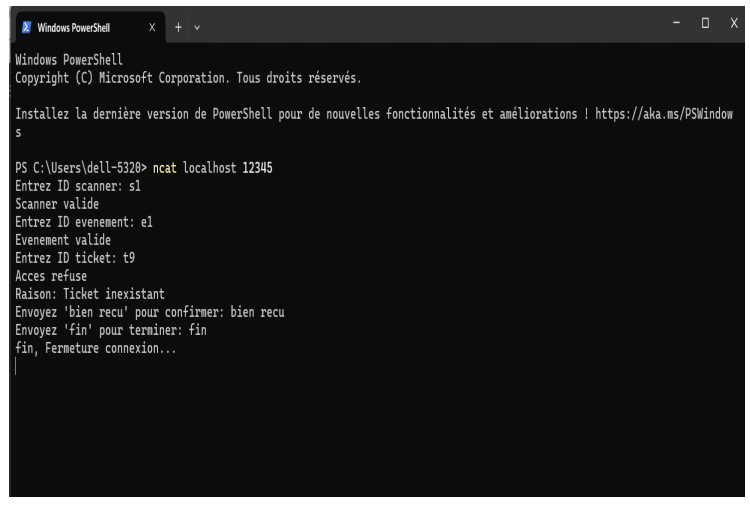 Windows PowerShell
Windows PowerShell
Copyright (C) Microsoft Corporation. Tous droits réservés.
Installez la dernière version de PowerShell pour de nouvelles fonctionnalités et améliorations ! https://aka.ms/PSWindow
s
PS C:\Users\dell-5320> ncat localhost 12345
Entrez ID scanner: s1
Scanner valide
Entrez ID evenement: e1
Evenement valide
Entrez ID ticket: t9
Acces refuse
Raison: Ticket inexistant
Envoyez 'bien recu' pour confirmer: bien recu
Envoyez 'fin' pour terminer: fin
fin, Fermeture connexion...